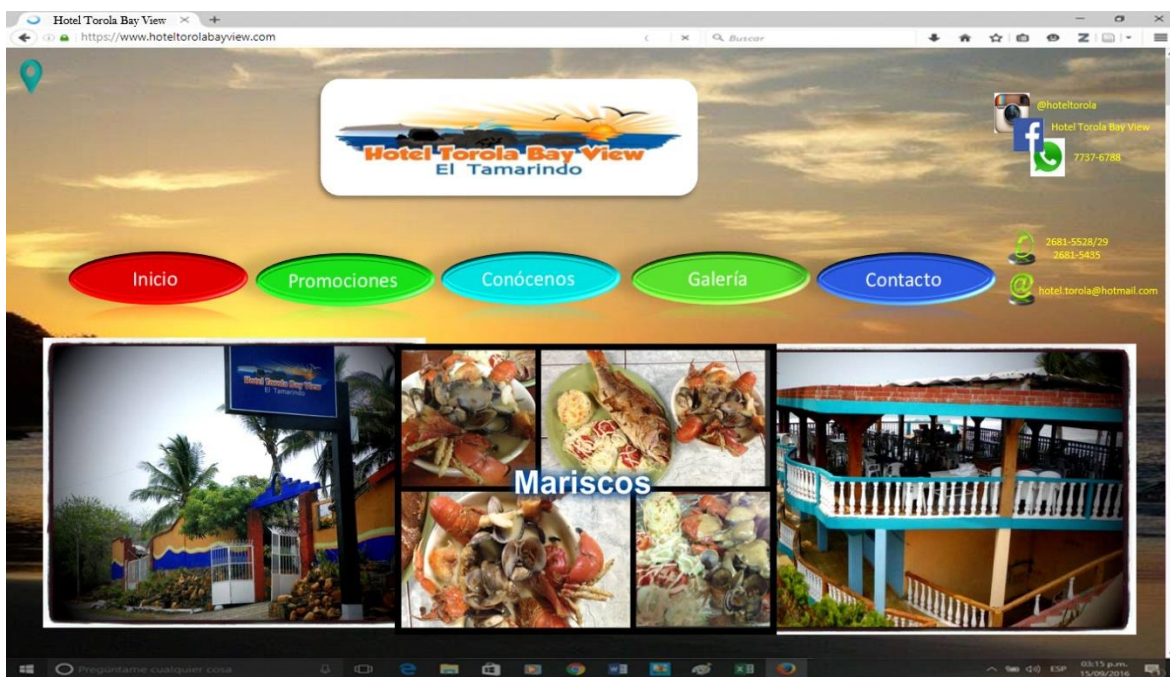 Hotel Torola Bay View
https://www.hoteltorolabayview.com
Buscar
@hoteltorola
Hotel Torola Bay View
7737-6788
Hotel Torola Bay View
El Tamarindo
2681-5528/29
2681-5435
hotel.torola@hotmail.com
Inicio
Promociones
Conócenos
Galería
Contacto
Hotel Torola Bay View
El Tamarindo
Mariscos
Pregúntame cualquier cosa
ESP
03:15 p.m.
15/09/2016